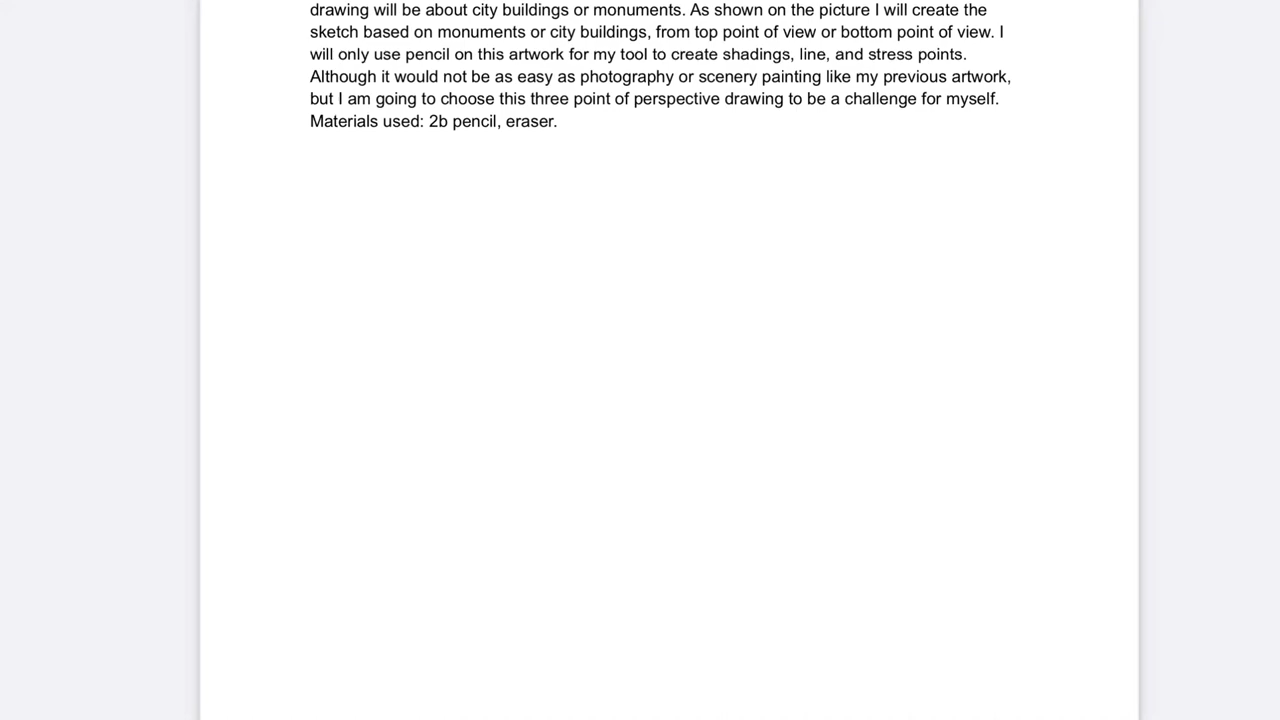 drawing will be about city buildings or monuments. As shown on the picture I will create the
sketch based on monuments or city buildings, from top point of view or bottom point of view. I
will only use pencil on this artwork for my tool to create shadings, line, and stress points.
Although it would not be as easy as photography or scenery painting like my previous artwork,
but I am going to choose this three point of perspective drawing to be a challenge for myself.
Materials used: 2b pencil, eraser.